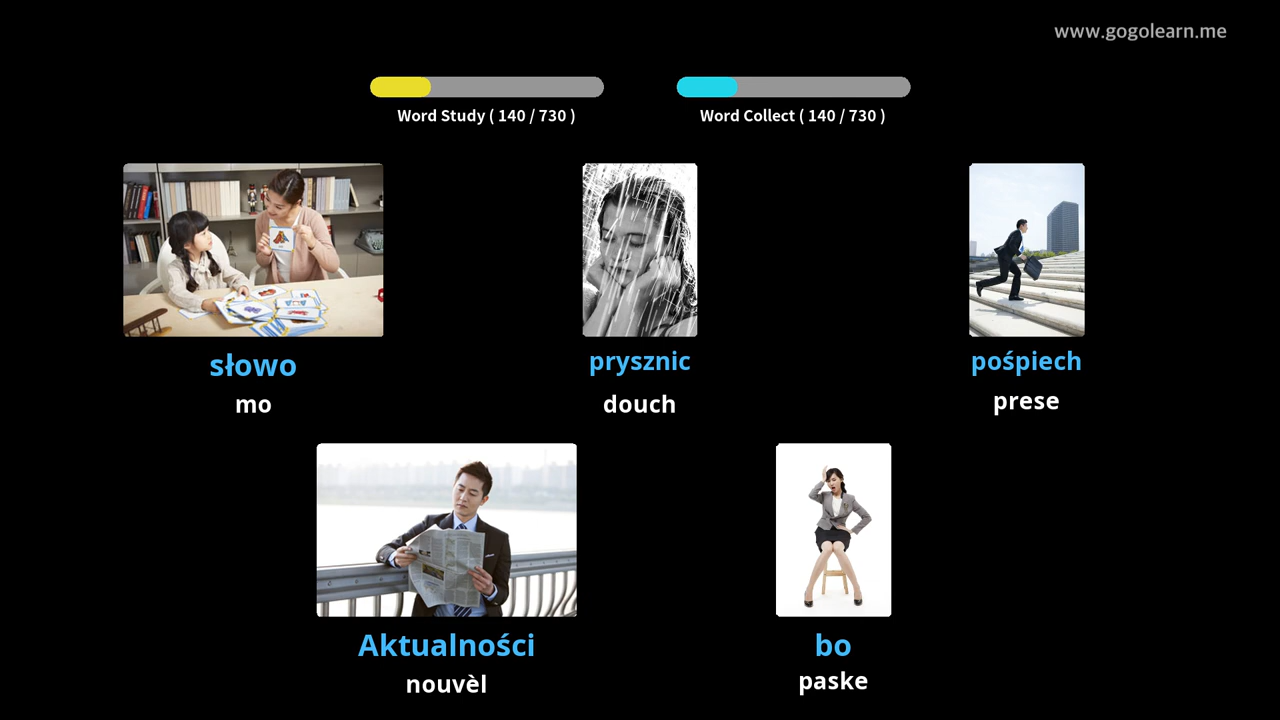 www.gogolearn.me
Word Study ( 140 / 730 )
Word Collect ( 140 / 730 )
słowo
mo
prysznic
douch
pośpiech
prese
Aktualności
nouvèl
bo
paske